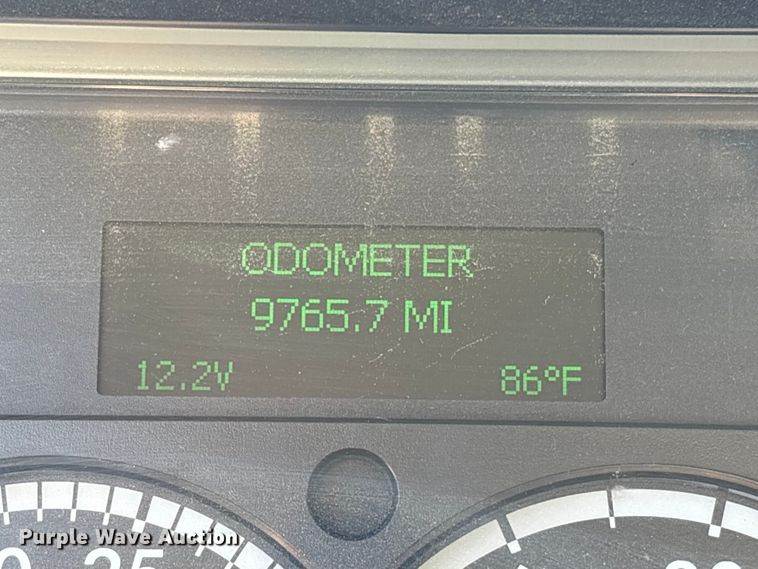 ODOMETER
9765.7 MI
12.2V 86°F
Purple Wave Auction